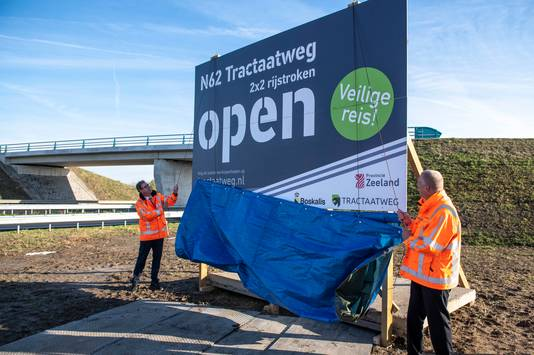 N62 Tractaatweg
2x2 rijstroken
open
Veilige
reis!
Provincie
Zeeland
Boskalis
TRACTAATWEG